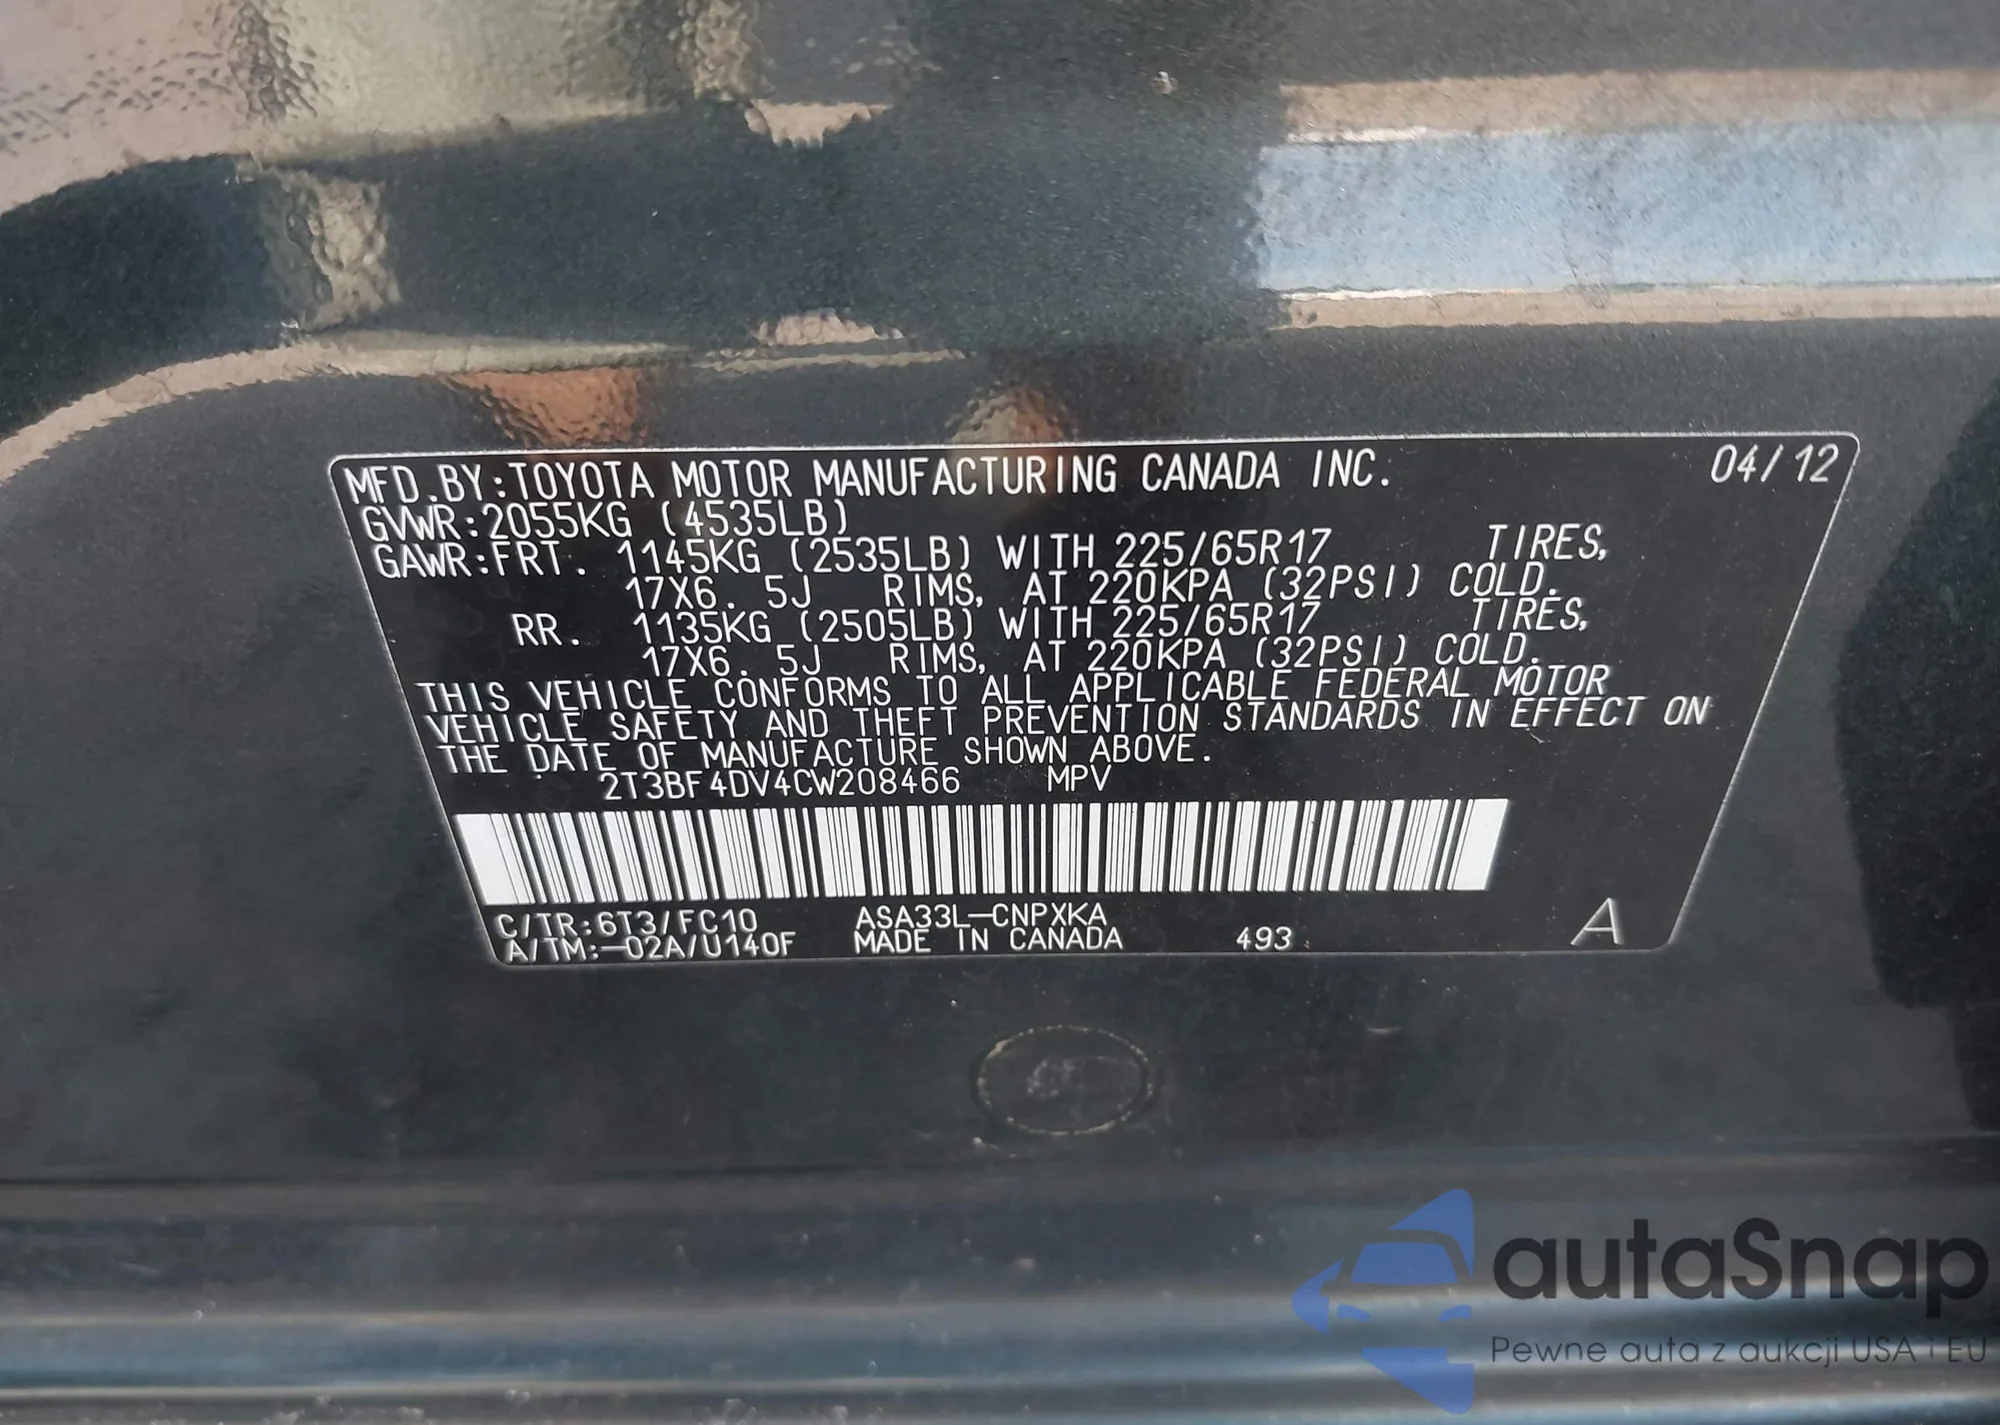 MFD.BY:TOYOTA MOTOR MANUFACTURING CANADA INC. 04/12
GVWR:2055KG (4535LB)
GAWR:FRT. 1145KG (2535LB) WITH 225/65R17 TIRES,
17X6.5J RIMS, AT 220KPA (32PSI) COLD.
RR. 1135KG (2505LB) WITH 225/65R17 TIRES,
17X6.5J RIMS, AT 220KPA (32PSI) COLD.
THIS VEHICLE CONFORMS TO ALL APPLICABLE FEDERAL MOTOR
VEHICLE SAFETY AND THEFT PREVENTION STANDARDS IN EFFECT ON
THE DATE OF MANUFACTURE SHOWN ABOVE.
2T3BF4DV4CW208466 MPV
C/TR:6T3/FC10 ASA33L-CNPXKA
A/TM:-02A/U140F MADE IN CANADA 493 A
autaSnap
Pewne auta z aukcji USA i EU